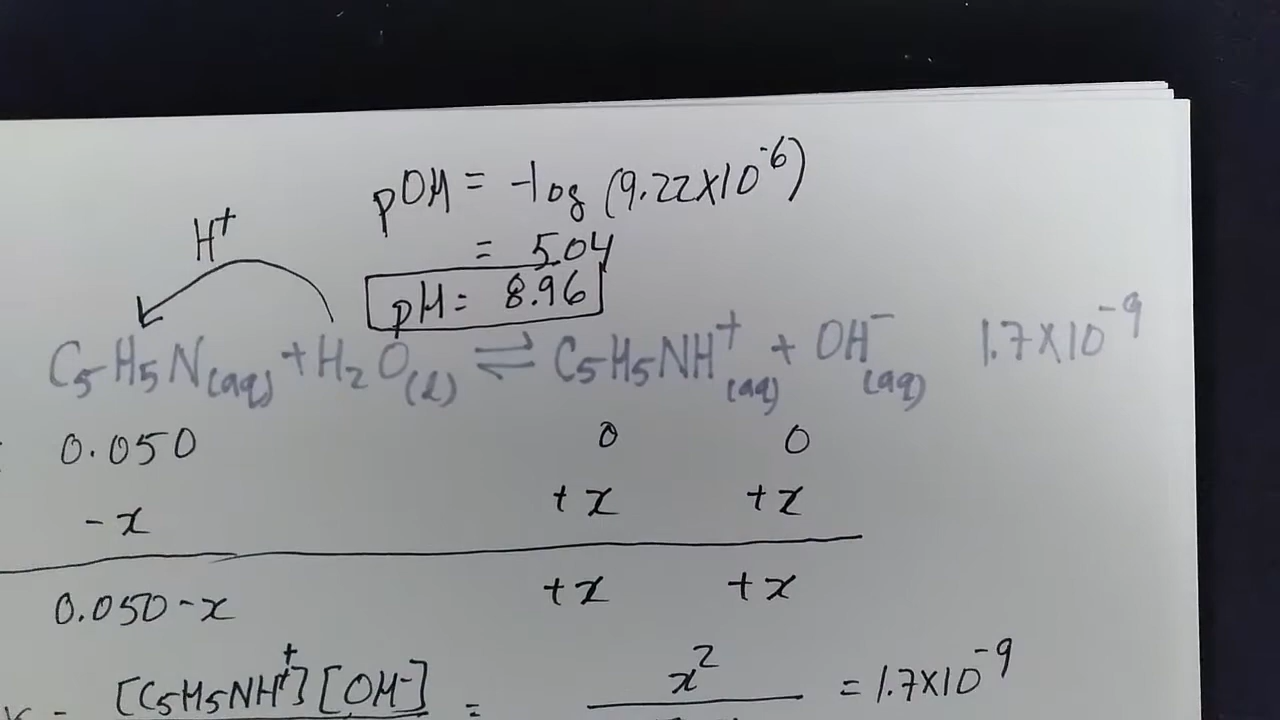 pOH = -log (9.22x10⁻⁶)
H⁺
= 5.04
pH = 8.96
C₅H₅N(aq) + H₂O(l) ⇌ C₅H₅NH⁺(aq) + OH⁻(aq) 1.7x10⁻⁹
0.050 0 0
-x +x +x
0.050-x +x +x
[C₅H₅NH⁺][OH⁻] = x² = 1.7x10⁻⁹